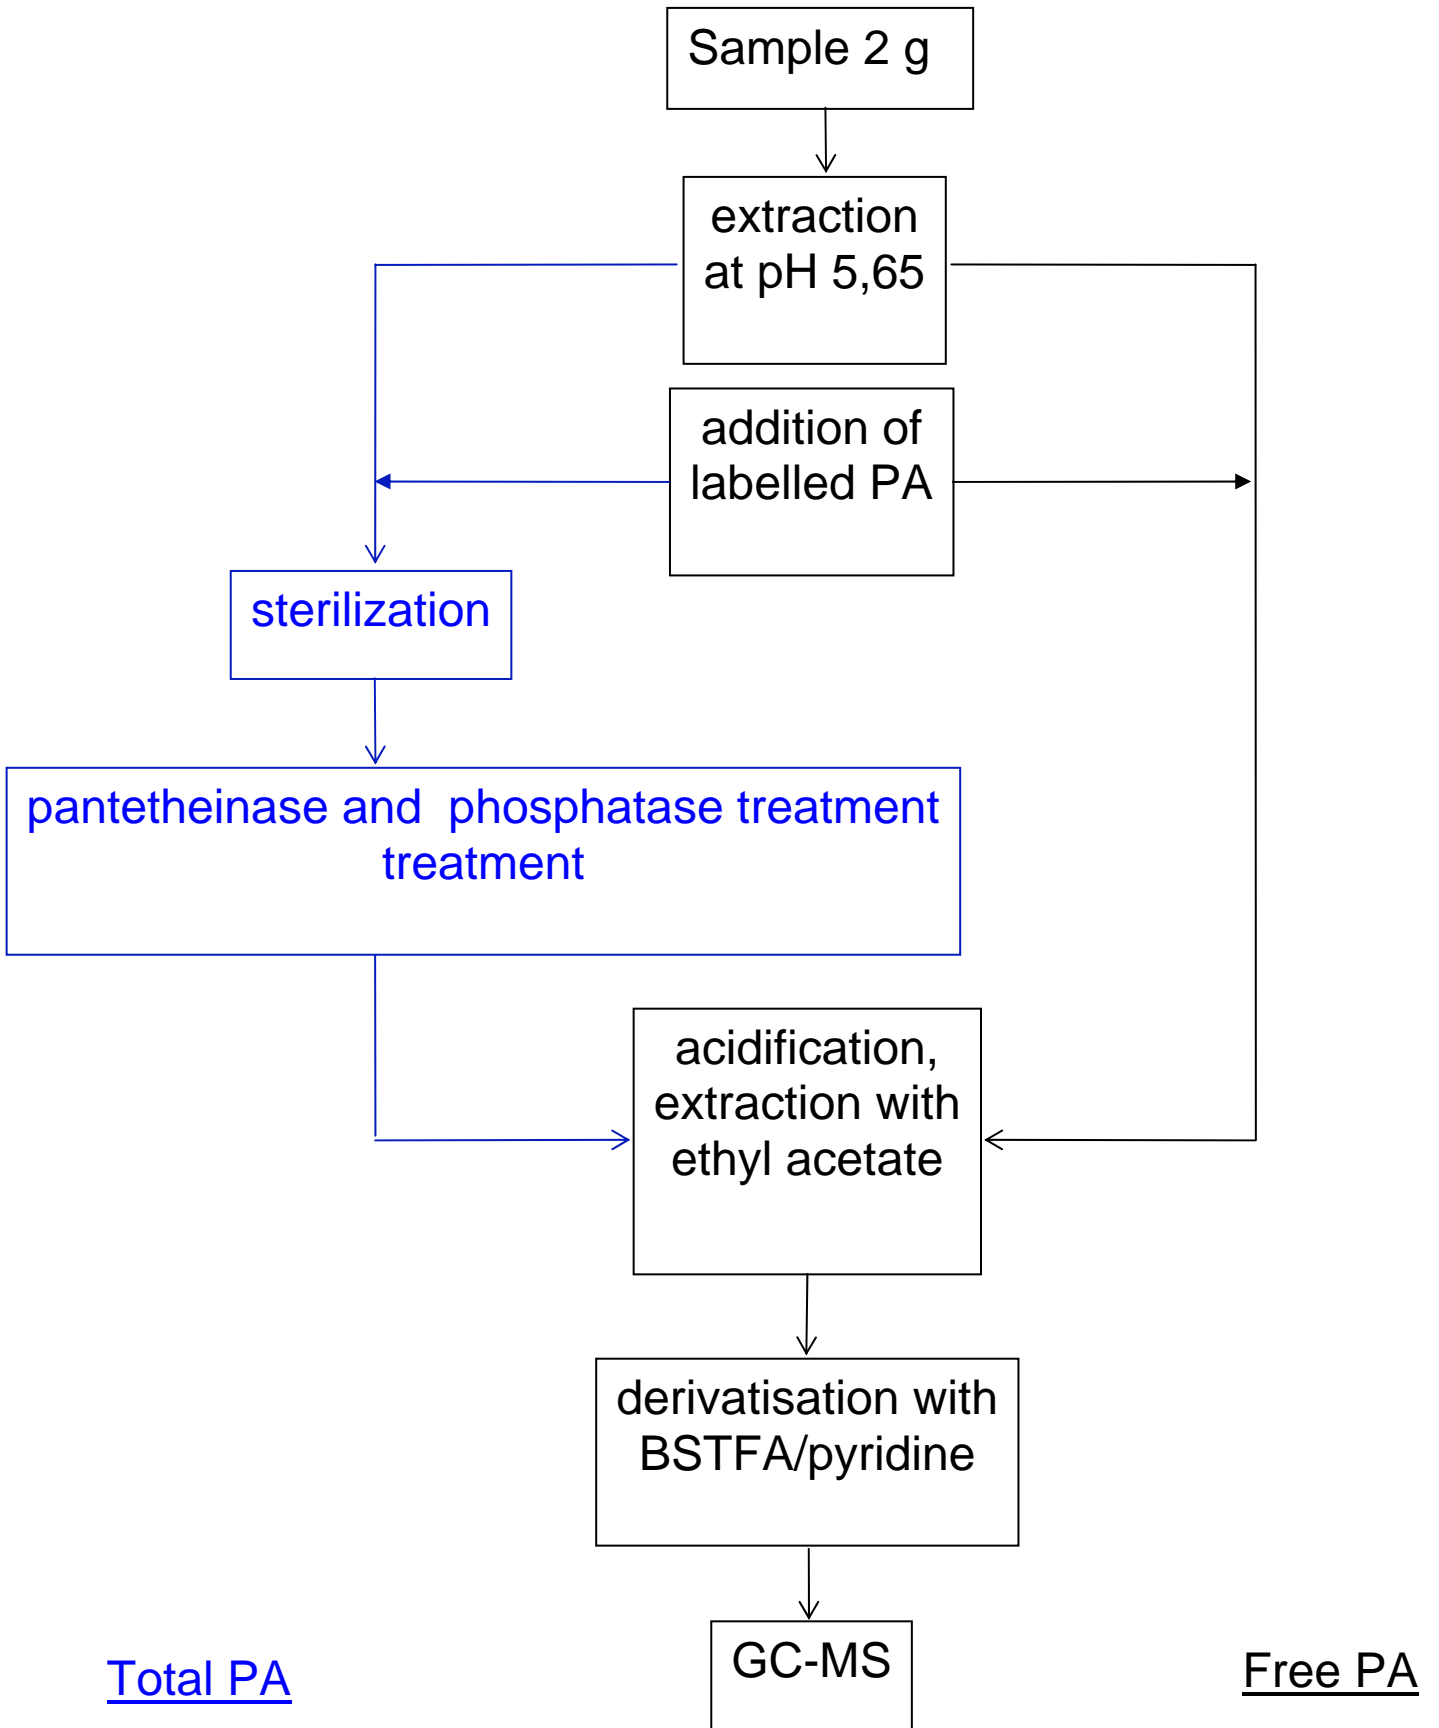 Sample 2 g
extraction
at pH 5,65
addition of
labelled PA
sterilization
pantetheinase and  phosphatase treatment
treatment
acidification,
extraction with
ethyl acetate
derivatisation with
BSTFA/pyridine
GC-MS
Total PA
Free PA